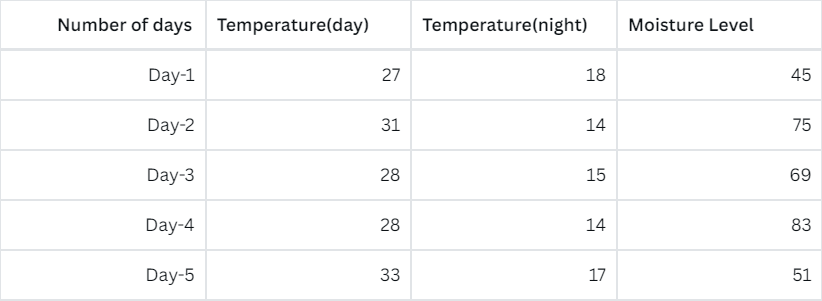 Number of days Temperature(day) Temperature(night) Moisture Level
Day-1 27 18 45
Day-2 31 14 75
Day-3 28 15 69
Day-4 28 14 83
Day-5 33 17 51